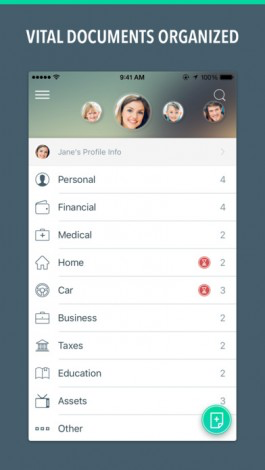 VITAL DOCUMENTS ORGANIZED
9:41 AM 100%
Jane's Profile Info
Personal 4
Financial 4
Medical 2
Home 2
Car 3
Business 2
Taxes 2
Education 2
Assets 2
Other